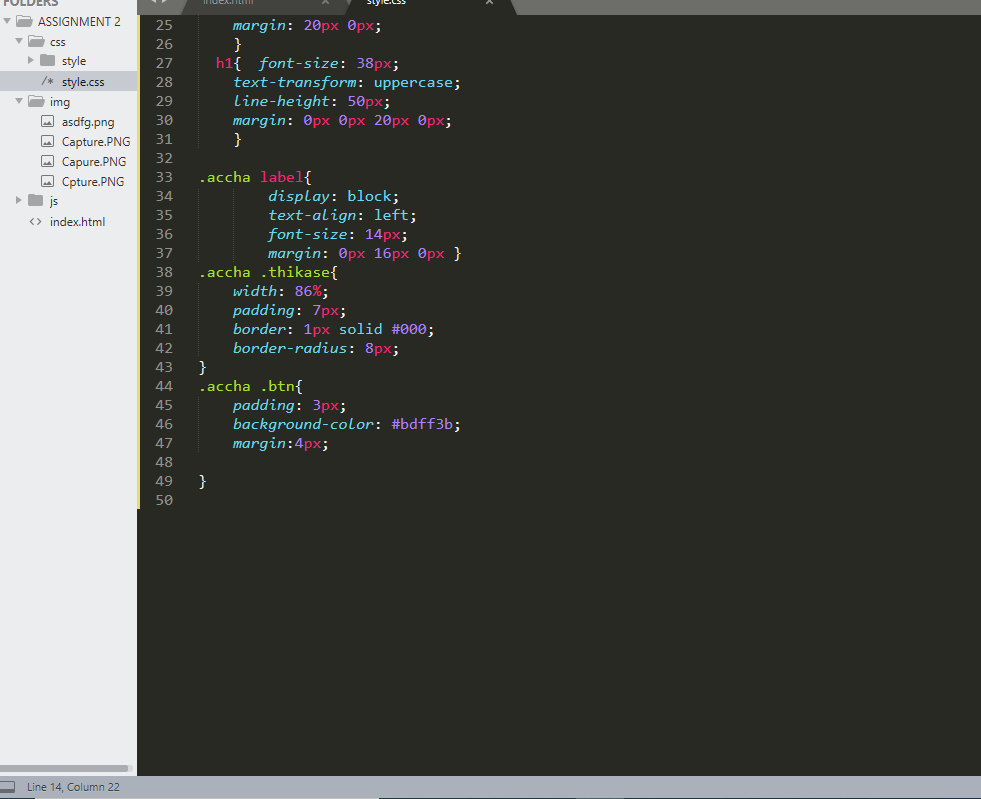 FOLDERS
ASSIGNMENT 2
css
style
/* style.css
img
asdfg.png
Capture.PNG
Capure.PNG
Cpture.PNG
js
<> index.html
index.html ×
style.css ×
25 margin: 20px 0px;
26 }
27 h1{ font-size: 38px;
28 text-transform: uppercase;
29 line-height: 50px;
30 margin: 0px 0px 20px 0px;
31 }
32
33 .accha label{
34 display: block;
35 text-align: left;
36 font-size: 14px;
37 margin: 0px 16px 0px }
38 .accha .thikase{
39 width: 86%;
40 padding: 7px;
41 border: 1px solid #000;
42 border-radius: 8px;
43 }
44 .accha .btn{
45 padding: 3px;
46 background-color: #bdff3b;
47 margin:4px;
48
49 }
50
Line 14, Column 22